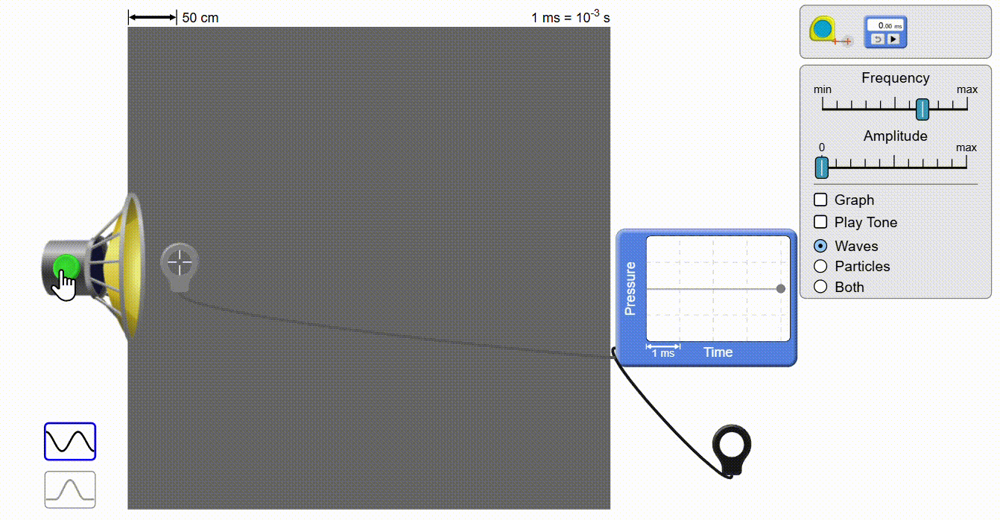 50 cm
1 ms = 10⁻³ s
0.00 ms
Frequency
min
max
Amplitude
0
max
Graph
Play Tone
Waves
Particles
Both
Pressure
1 ms
Time